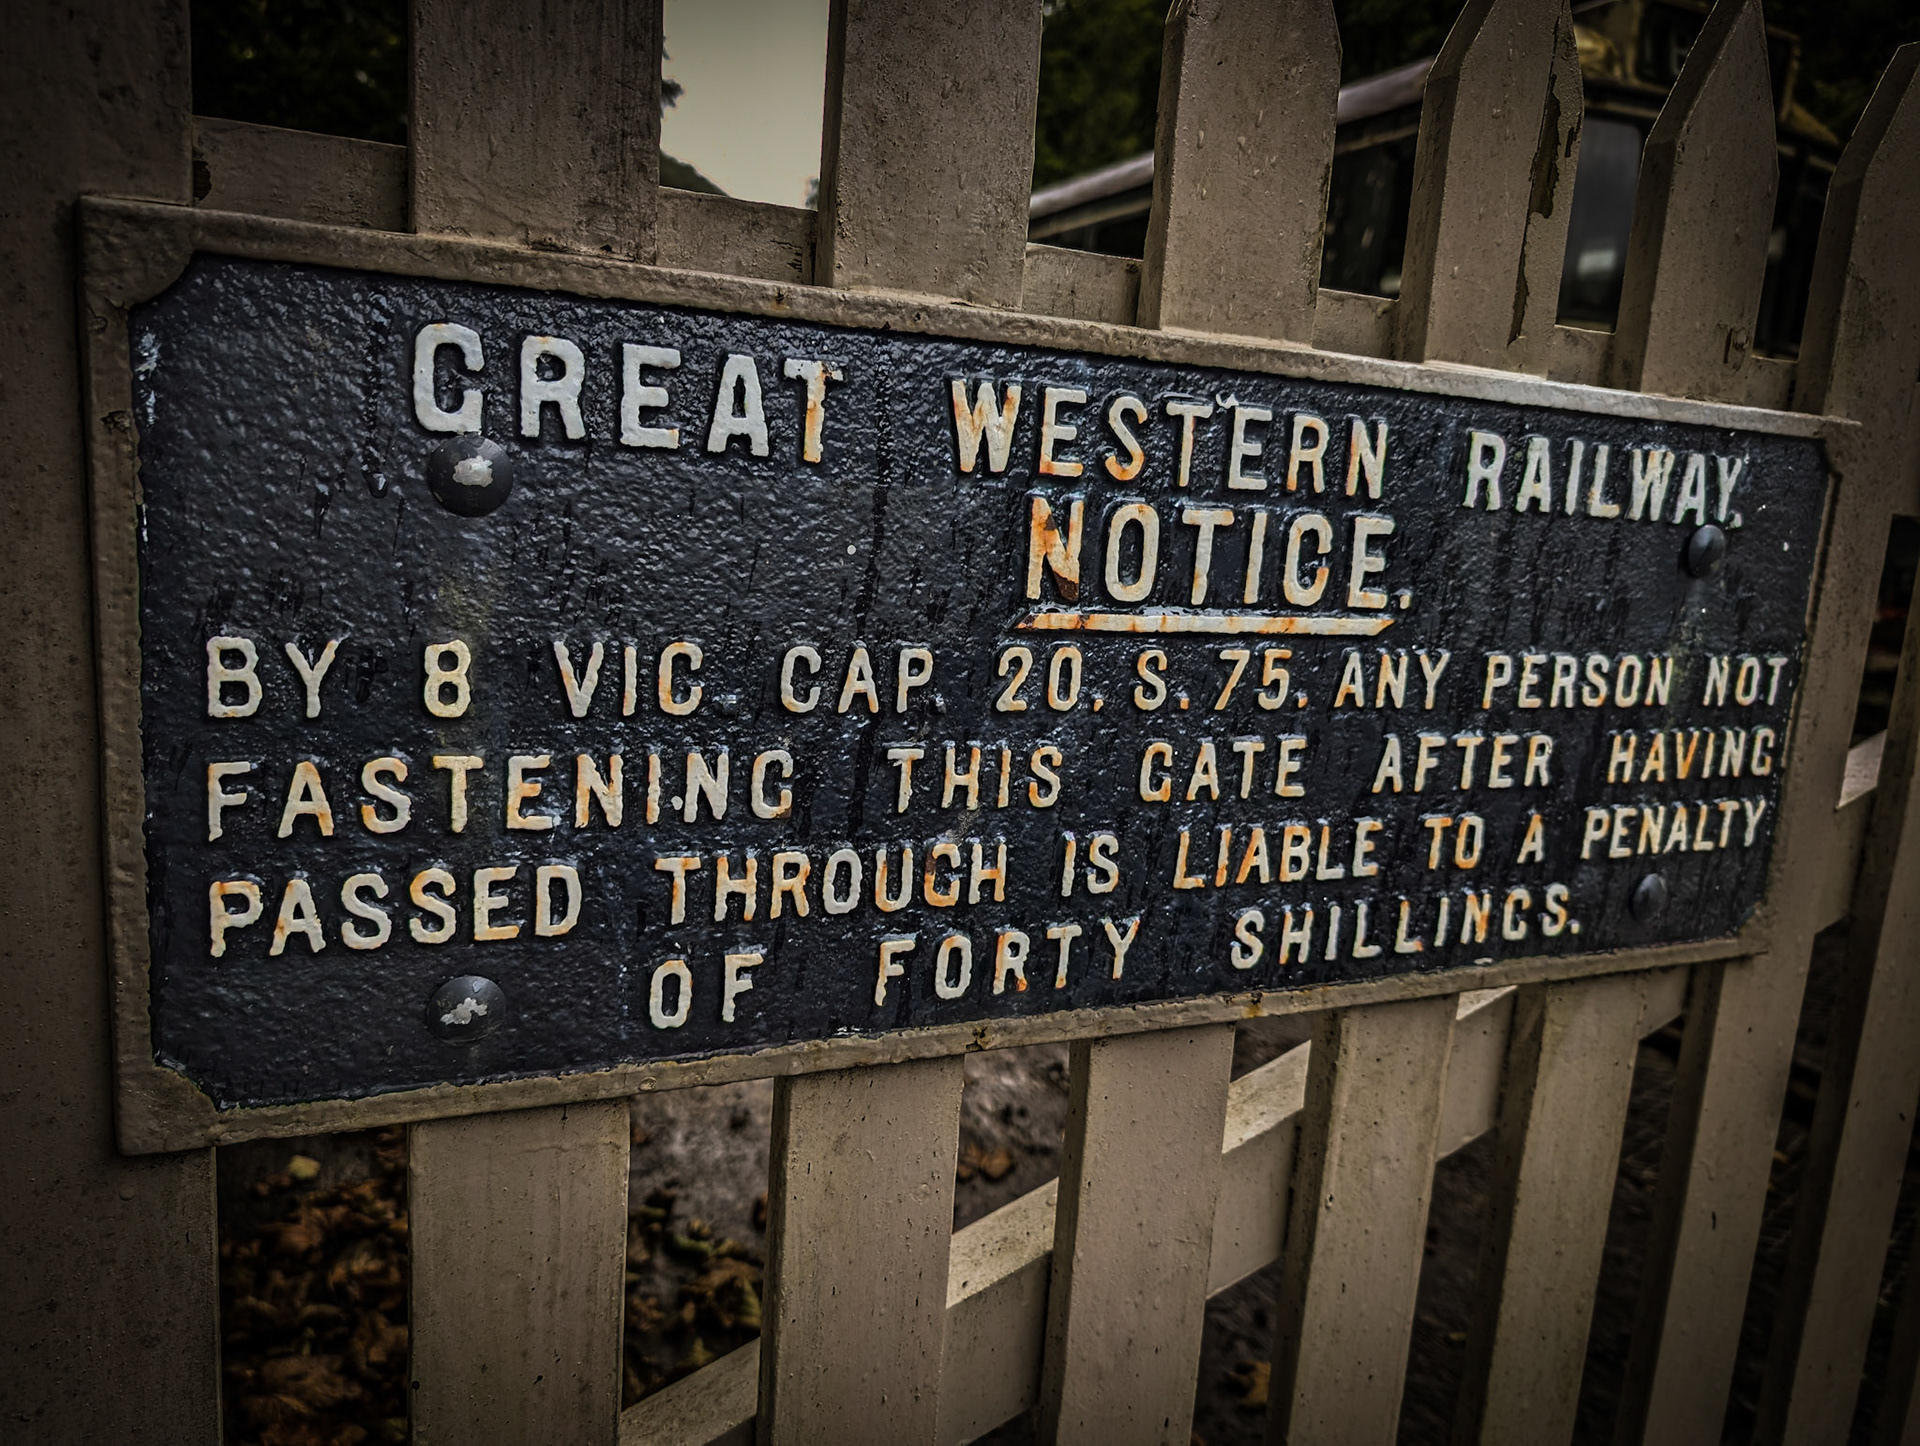 GREAT WESTERN RAILWAY.
NOTICE.
BY 8 VIC. CAP. 20. S. 75. ANY PERSON NOT
FASTENING THIS GATE AFTER HAVING
PASSED THROUGH IS LIABLE TO A PENALTY
OF FORTY SHILLINGS.